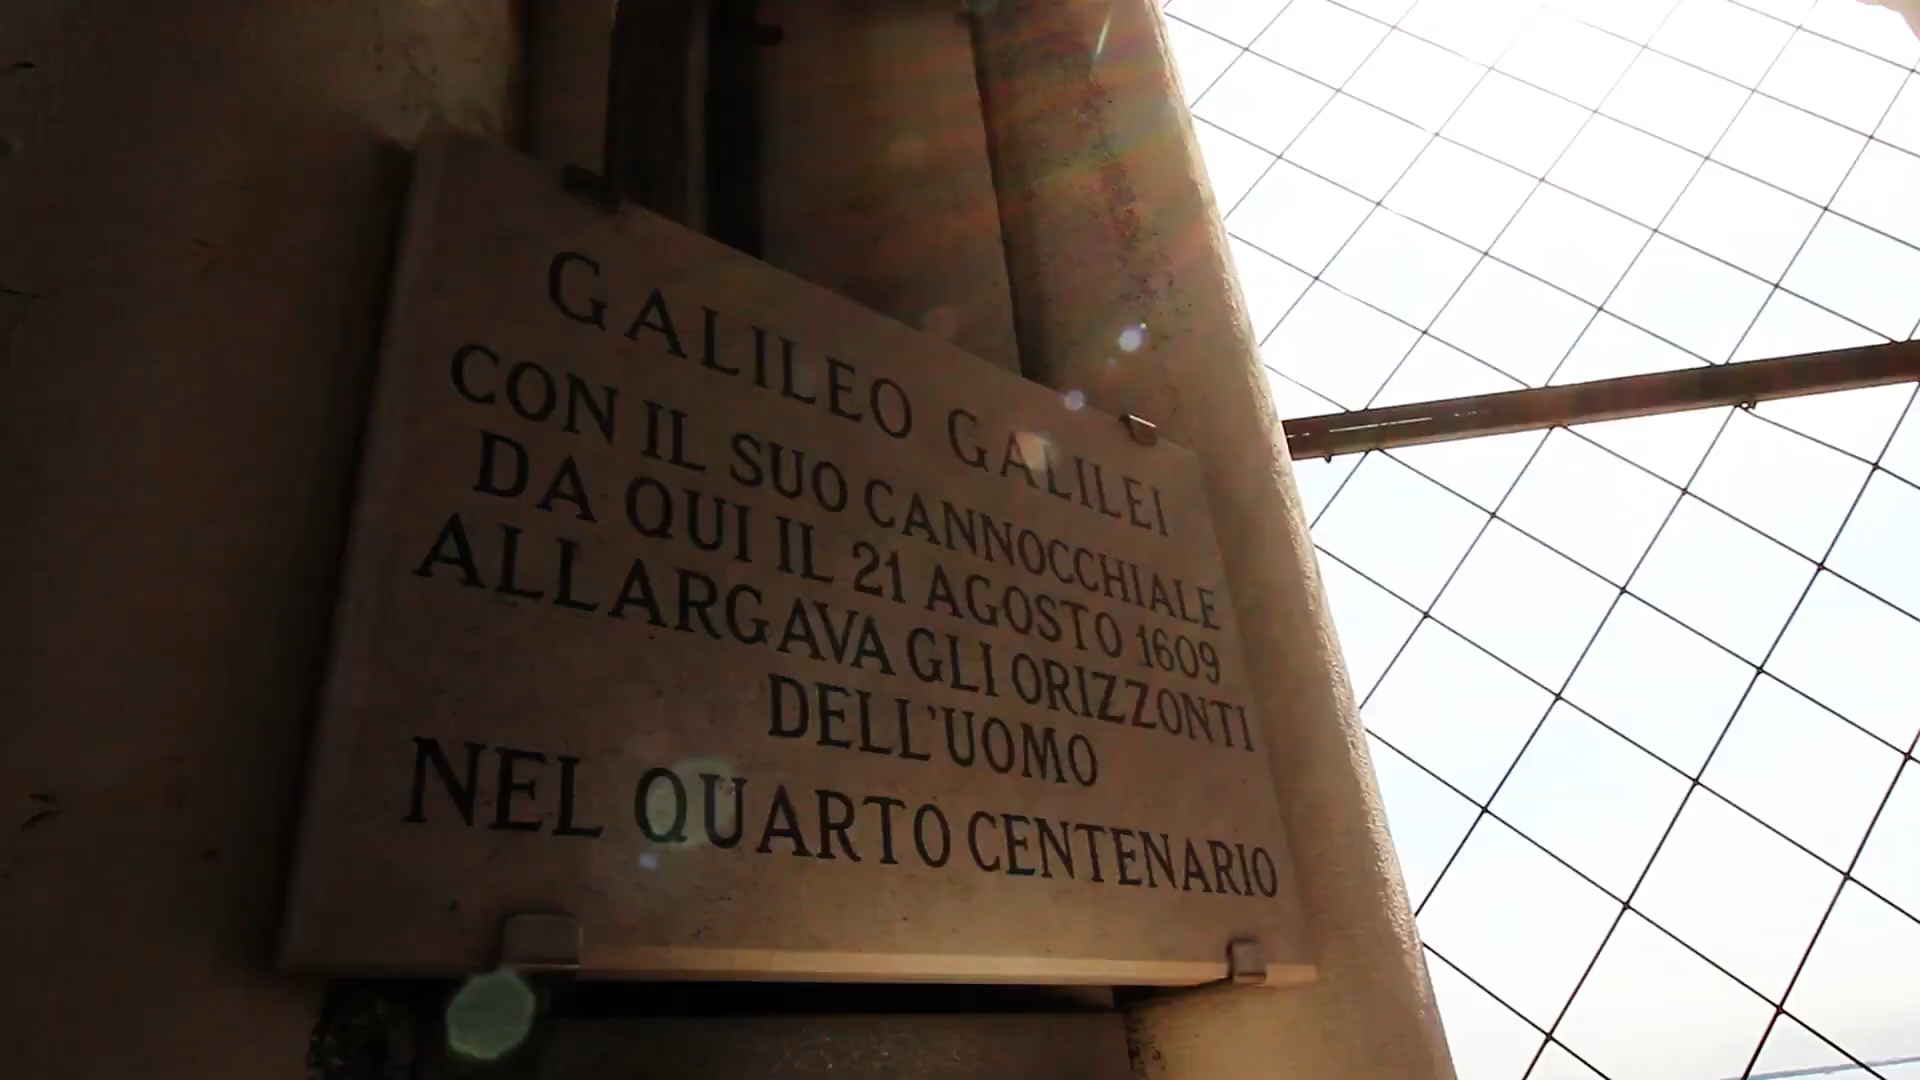 GALILEO GALILEI
CON IL SUO CANNOCCHIALE
DA QUI IL 21 AGOSTO 1609
ALLARGAVA GLI ORIZZONTI
DELL'UOMO
NEL QUARTO CENTENARIO